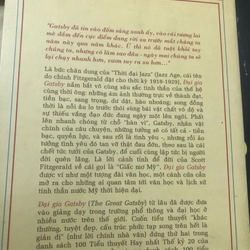 "Gatsby đã tin vào đốm sáng xanh ấy, vào cái tương lai
mê đắm đến cực điểm đang rời xa trước mắt chúng ta
năm này qua năm khác. Ừ thì nó đã tuột khỏi tay
chúng ta, nhưng có làm sao đâu - ngày mai chúng ta sẽ
lại chạy nhanh hơn, vươn tay ra xa hơn..."
Là bức chân dung của "Thời đại Jazz" (Jazz Age, cái tên
do chính Fitzgerald đặt cho thời kỳ 1918-1929), Đại gia
Gatsby nắm bắt vô cùng sâu sắc tinh thần của thế hệ
cùng thời ông: những ám ảnh thường trực về thành đạt,
tiền bạc, sang trọng, xe cộ, hào nhoáng; song đồng
thời là nỗi âu lo trước thói sùng bái vật chất vô độ và
sự thiếu vắng đạo đức đang ngày một lên ngôi. Phất
lên nhanh chóng từ chỗ "hàn vi", Gatsby, nhân vật
chính của câu chuyện, những tưởng sẽ có tất cả - tiền
bạc, quyền lực, và sau rốt là tình yêu - nhưng rồi ảo
tưởng tình yêu đó tan vỡ thật đau đớn, theo sau là cái
chết tức tưởi của Gatsby, để cuối cùng lặp tức bị người
đời quên lãng. Là lời cảnh tỉnh để đời của Scott
Fitzgerald về cái gọi là "Giấc mơ Mỹ", Đại gia Gatsby
được ví như một tượng đài văn học, một cánh cửa cần
mở ra cho những ai quan tâm tới văn học và lịch sử
tinh thần nước Mỹ thời hiện đại.
Đại gia Gatsby (The Great Gatsby) từ lâu đã được đưa
vào giảng dạy trong trường phổ thông và đại học ở
nhiều nước trên thế giới. Cuốn tiểu thuyết "khác
thường, tuyệt đẹp, cấu trúc phức tạp song trên hết là
giản dị" (như lời chính nhà văn) đứng thứ hai trong
danh sách 100 Tiểu thuyết Hay nhất Thế kỷ 20 của
danh sách 100